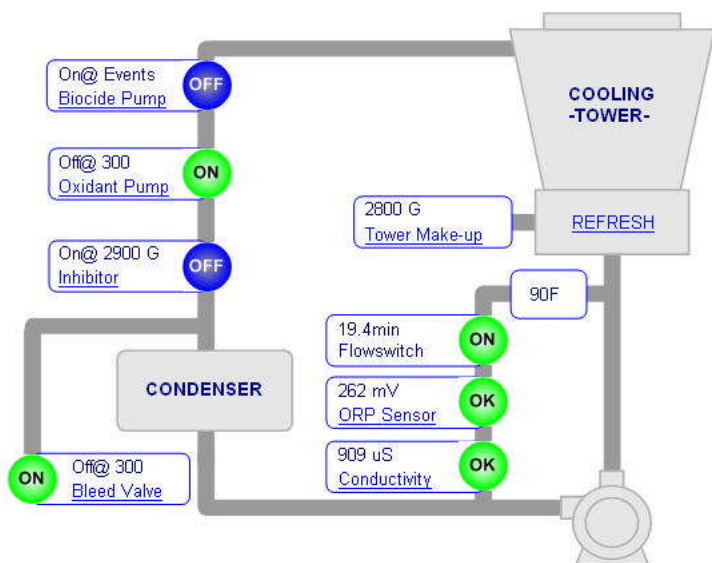 On@ Events
Biocide Pump
OFF
COOLING
-TOWER-
Off@ 300
Oxidant Pump
ON
2800 G
Tower Make-up
REFRESH
On@ 2900 G
Inhibitor
OFF
90F
19.4min
Flowswitch
ON
CONDENSER
262 mV
ORP Sensor
OK
909 uS
Conductivity
OK
ON
Off@ 300
Bleed Valve